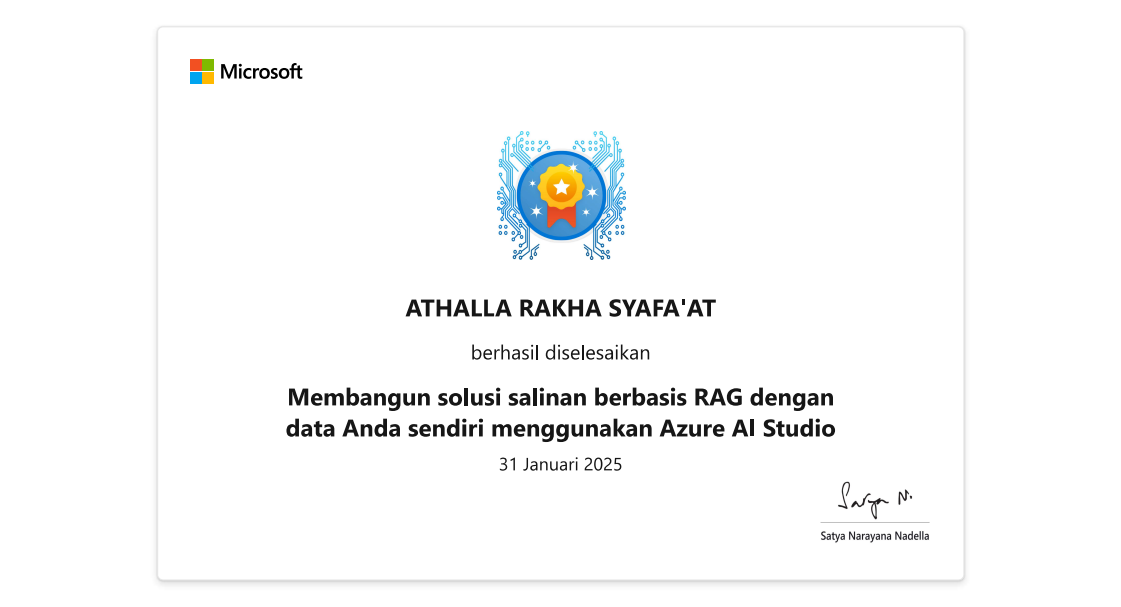 Microsoft
ATHALLA RAKHA SYAFA'AT
berhasil diselesaikan
Membangun solusi salinan berbasis RAG dengan
data Anda sendiri menggunakan Azure AI Studio
31 Januari 2025
Satya N.
Satya Narayana Nadella